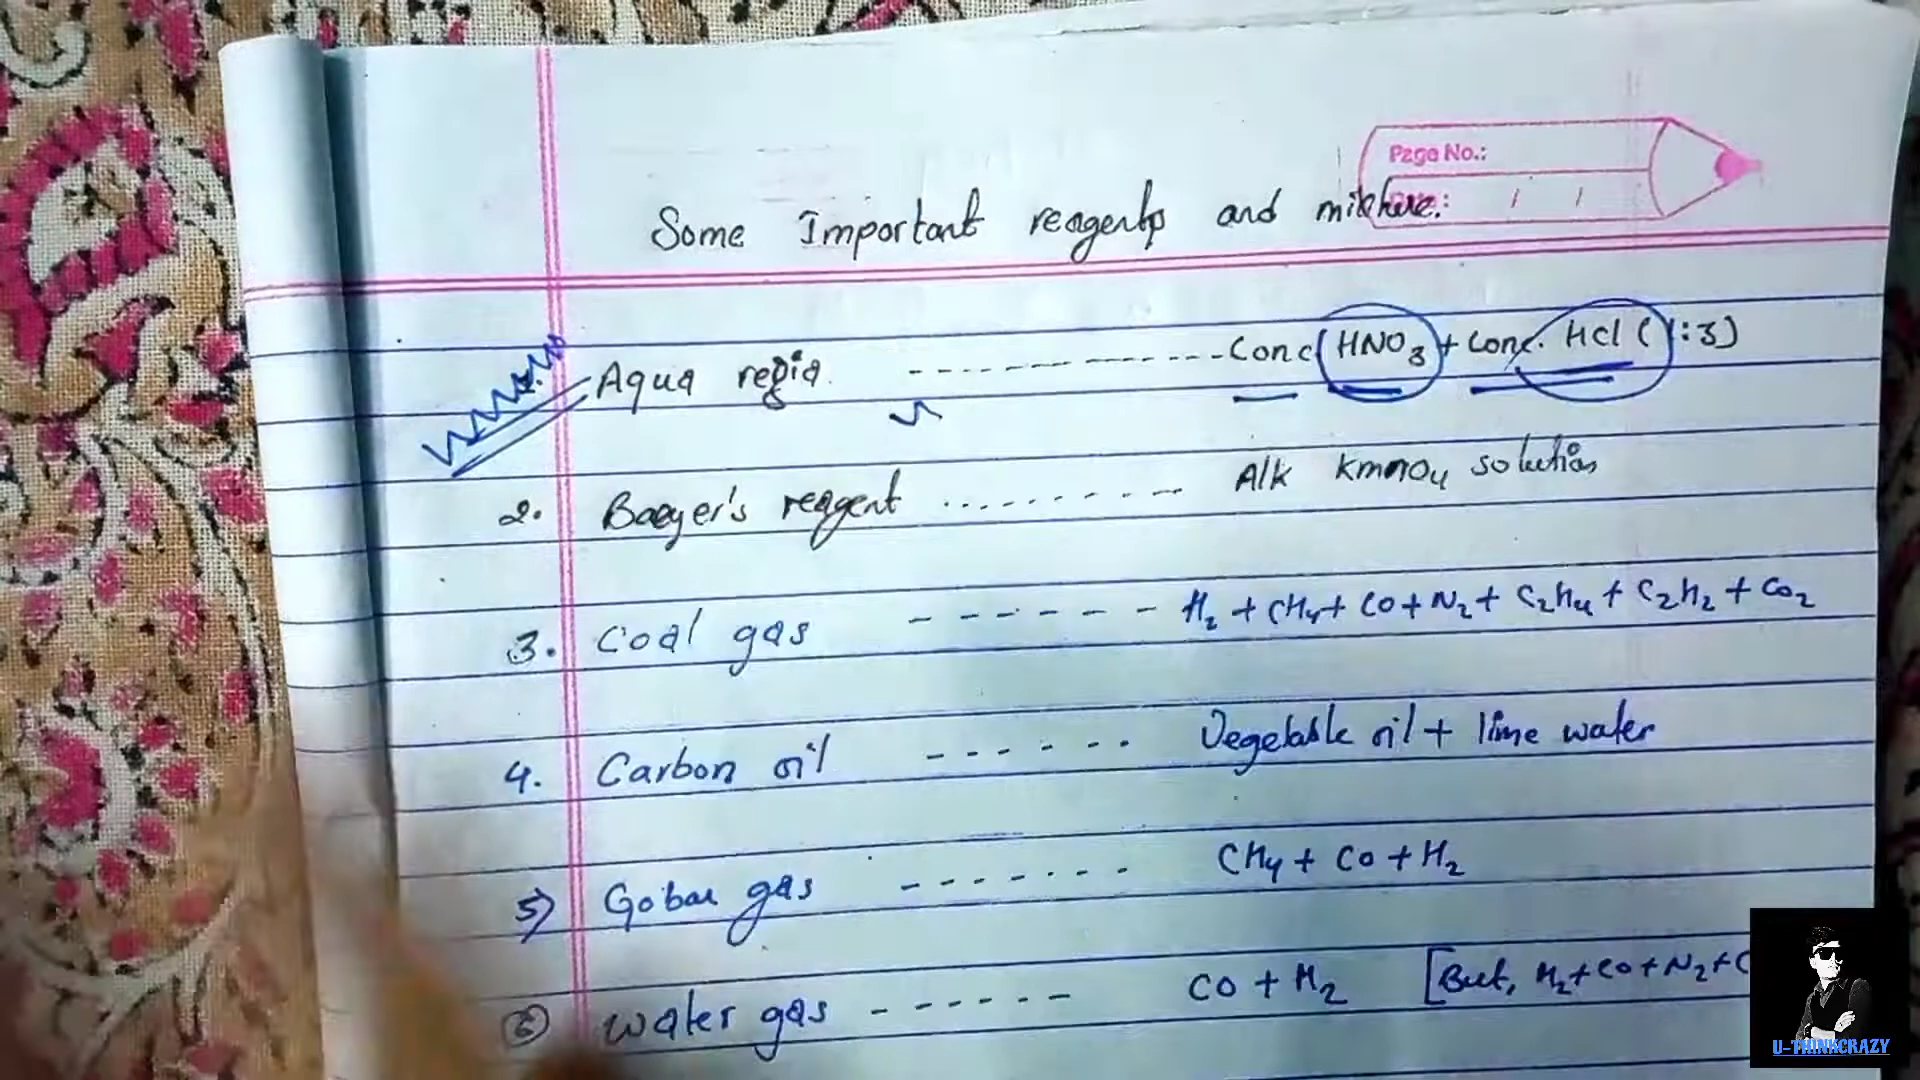 Page No.:
Some Important reagents and mixture.
Aqua regia. --------------- Conc HNO3 + Conc. HCl (1:3)
2. Baeyer's reagent ......--- Alk kmnO4 solution
3. Coal gas ------- H2 + CH4 + CO + N2 + C2H4 + C2H2 + CO2
4. Carbon oil ------.. Vegetable oil + lime water
5) Gobar gas ------- CH4 + CO + H2
⑥ water gas ------ CO + H2 [But, H2 + CO + N2 + C
U-THINKCRAZY